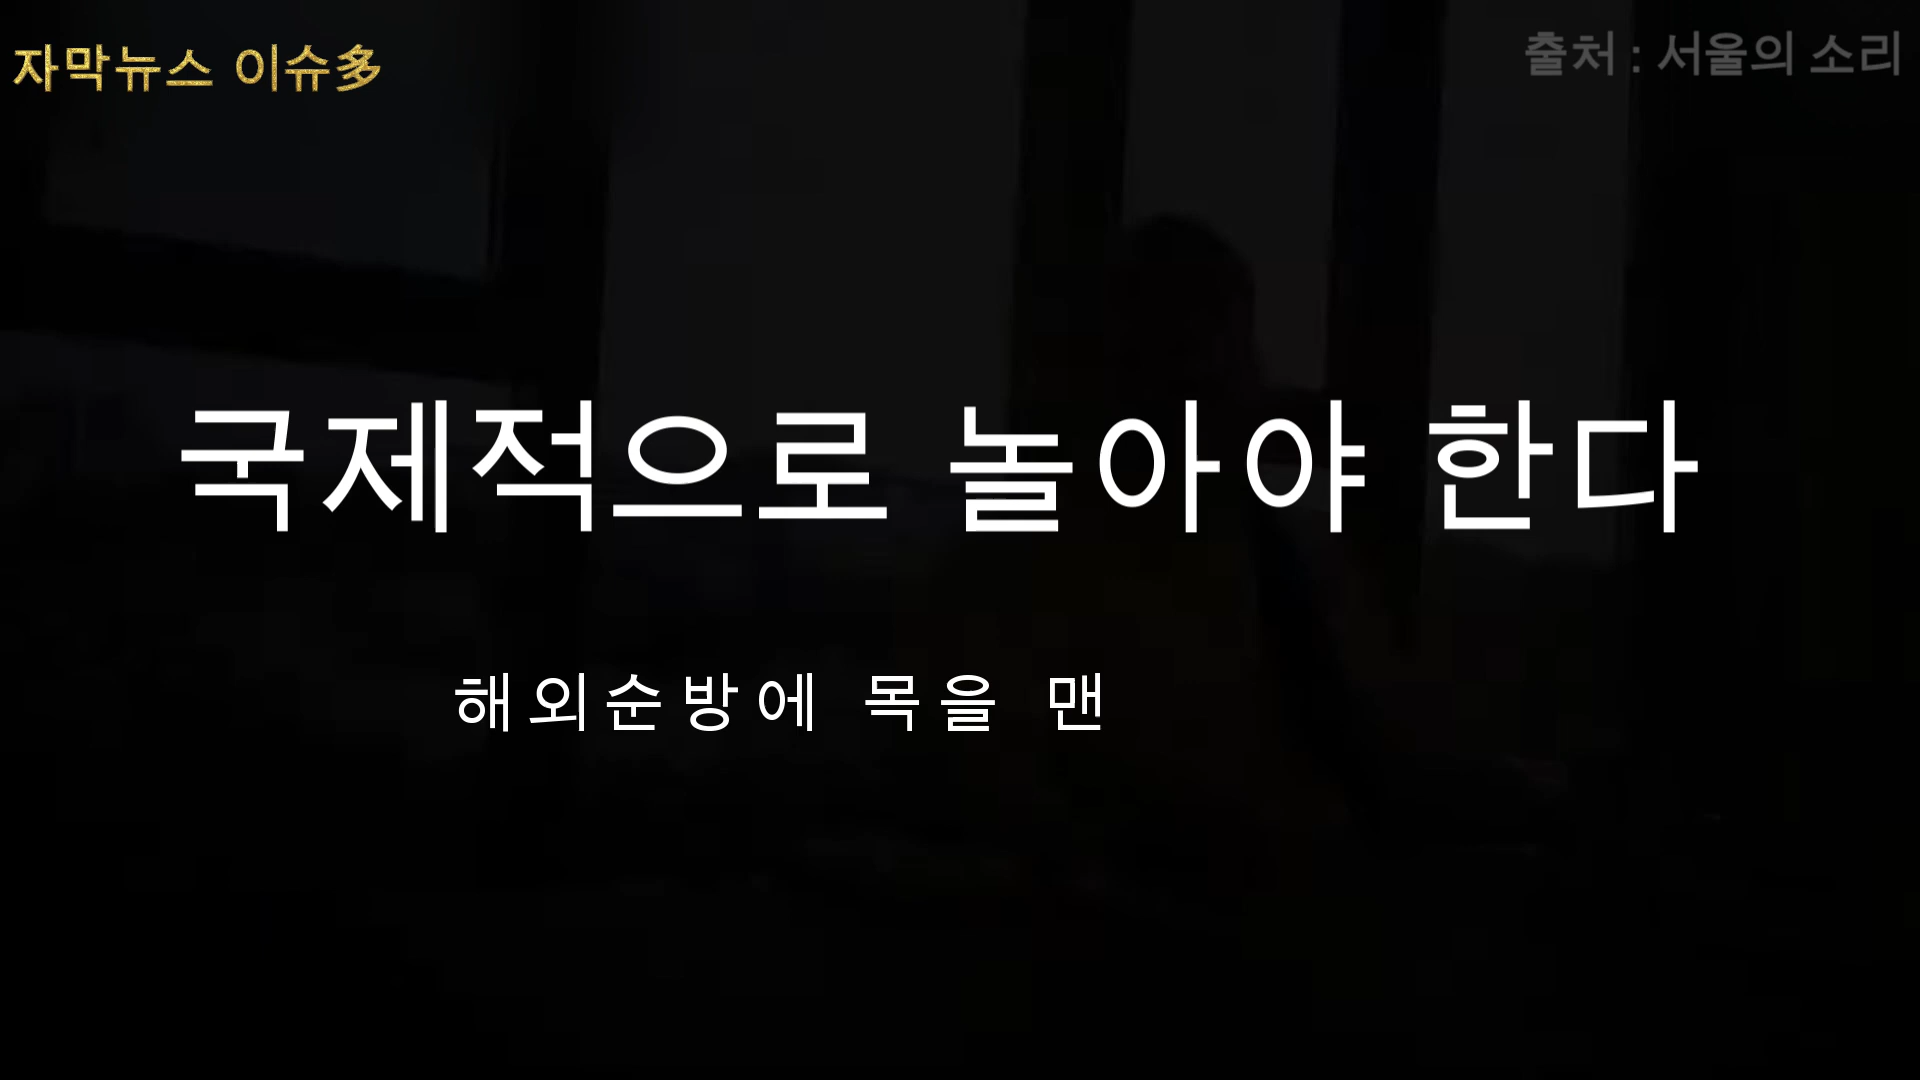 자막뉴스 이슈多
출처 : 서울의 소리
국제적으로 놀아야 한다
해외순방에 목을 맨